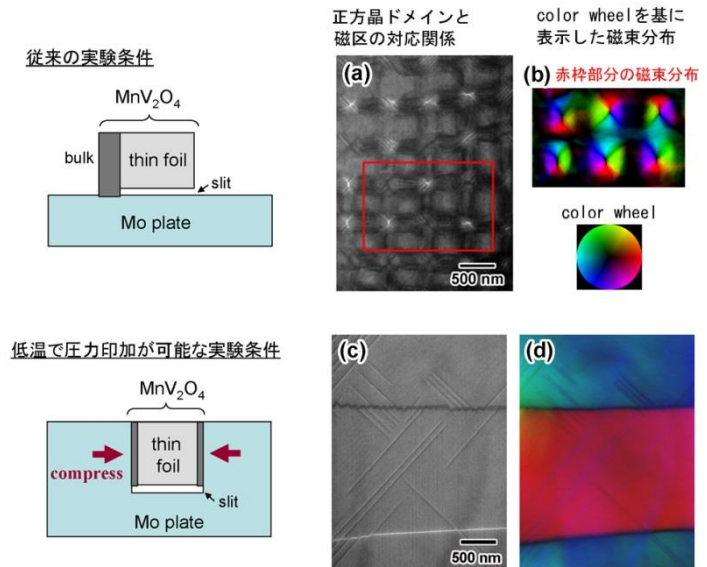 従来の実験条件
MnV₂O₄
bulk
thin foil
slit
Mo plate
正方晶ドメインと
磁区の対応関係
(a)
500 nm
color wheelを基に
表示した磁束分布
(b) 赤枠部分の磁束分布
color wheel
低温で圧力印加が可能な実験条件
MnV₂O₄
thin
foil
compress
slit
Mo plate
(c)
500 nm
(d)